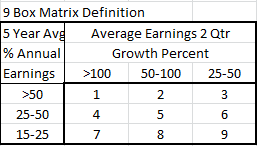 9 Box Matrix Definition
5 Year Avg Average Earnings 2 Qtr
% Annual Growth Percent
Earnings >100 50-100 25-50
>50 1 2 3
25-50 4 5 6
15-25 7 8 9